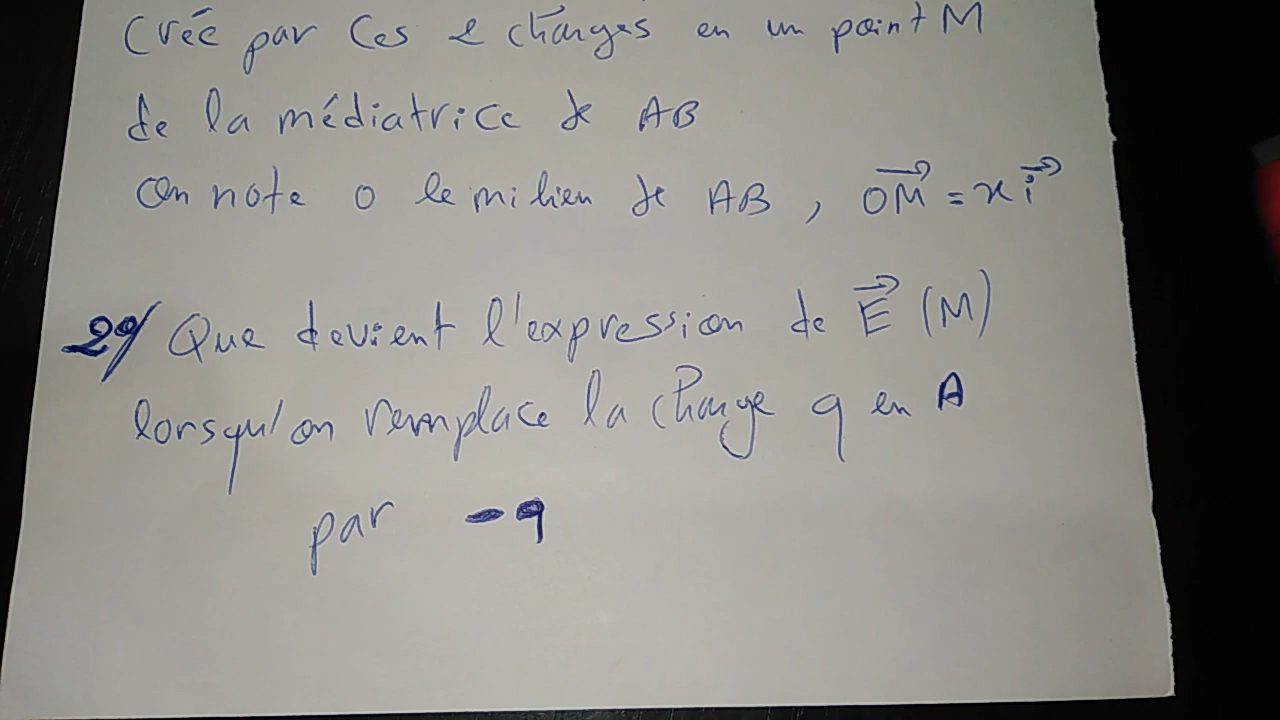 Créé par Ces 2 charges en un point M
de la médiatrice de AB
on note O le milieu de AB, OM = x i
2°/ Que devient l'expression de E (M)
lorsqu'on remplace la charge q en A
par -q